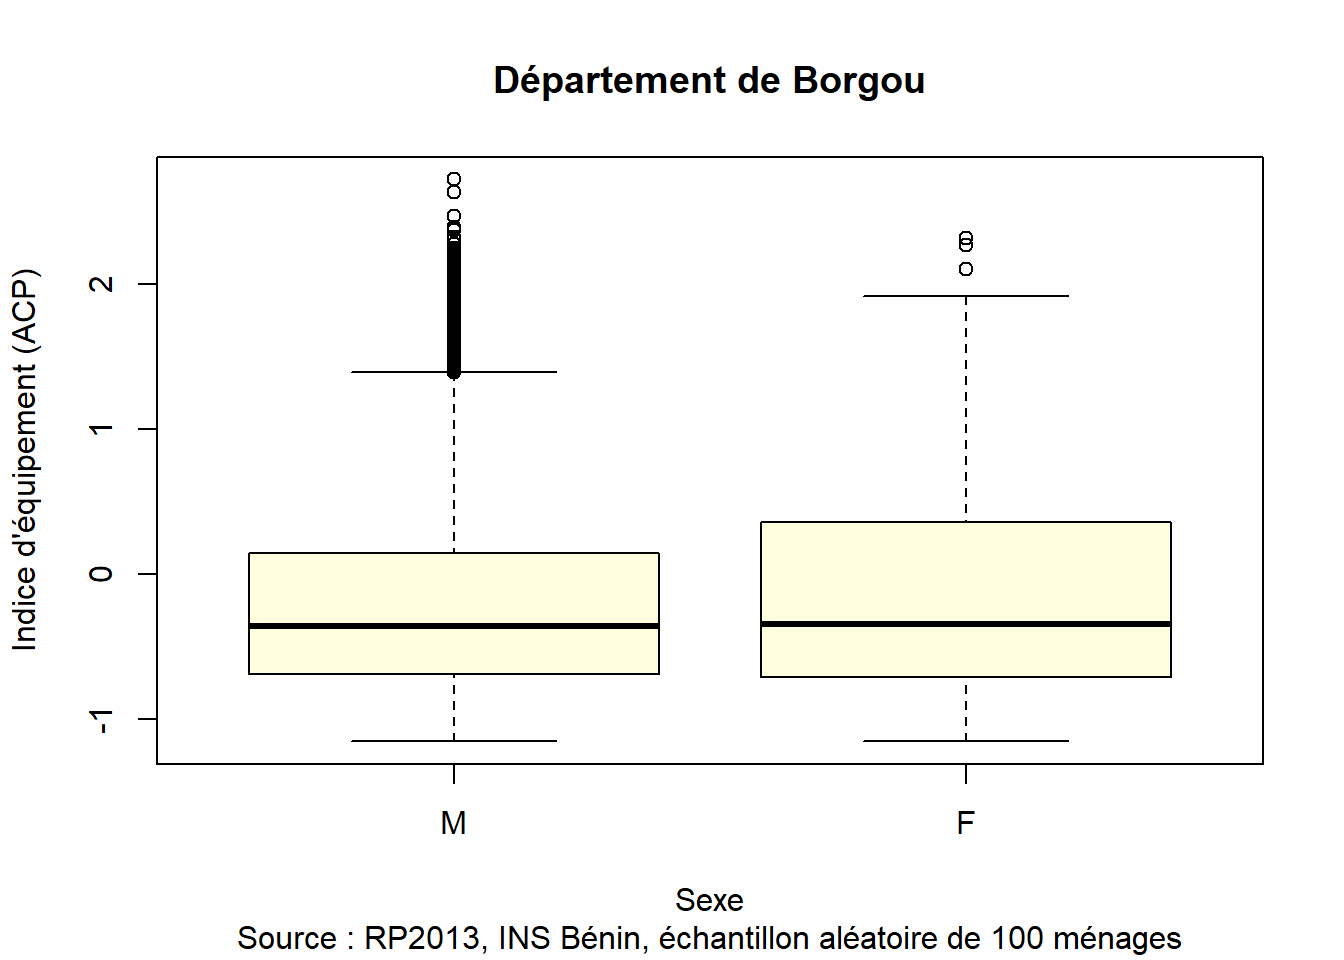 Département de Borgou
Indice d'équipement (ACP)
2
1
0
-1
M F
Sexe
Source : RP2013, INS Bénin, échantillon aléatoire de 100 ménages